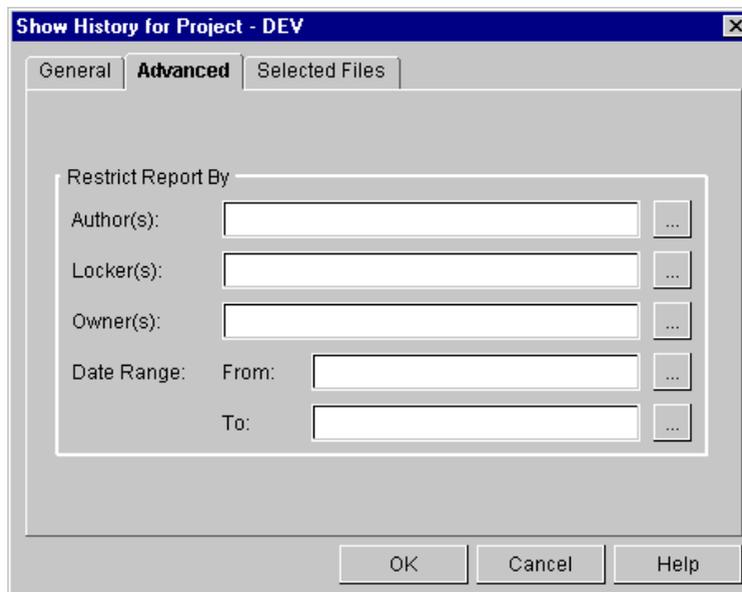 Show History for Project - DEV
General Advanced Selected Files
Restrict Report By
Author(s): ...
Locker(s): ...
Owner(s): ...
Date Range: From: ...
To: ...
OK Cancel Help